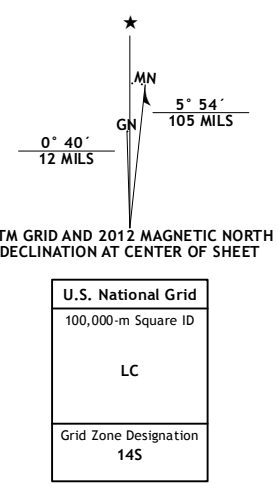 ★
MN
5° 54´
105 MILS
GN
0° 40´
12 MILS
TM GRID AND 2012 MAGNETIC NORTH
DECLINATION AT CENTER OF SHEET
U.S. National Grid
100,000-m Square ID
LC
Grid Zone Designation
14S